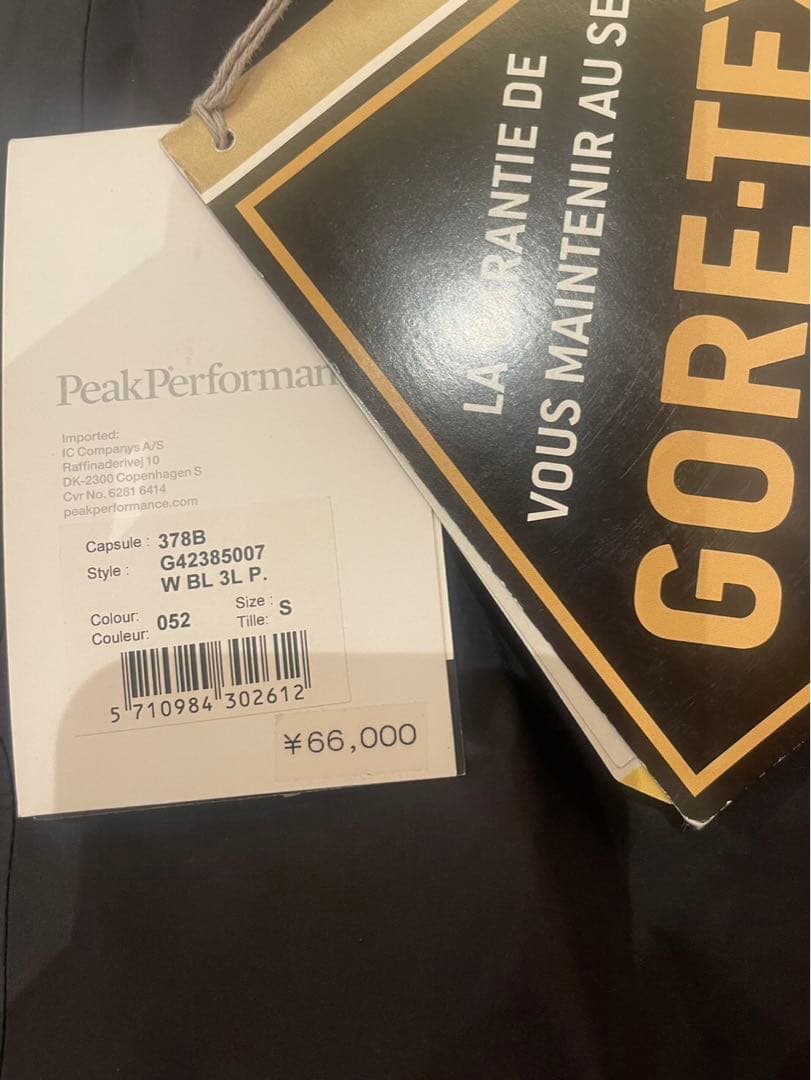 PeakPerforman
Imported:
IC Companys A/S
Raffinaderivej 10
DK-2300 Copenhagen S
Cvr No. 6281 6414
peakperformance.com
Capsule : 378B
Style : G42385007
W BL 3L P.
Colour: 052 Size : S
Couleur: Tille:
5 710984 302612
¥66,000
LA GARANTIE DE
VOUS MAINTENIR AU SE
GORE-TEX